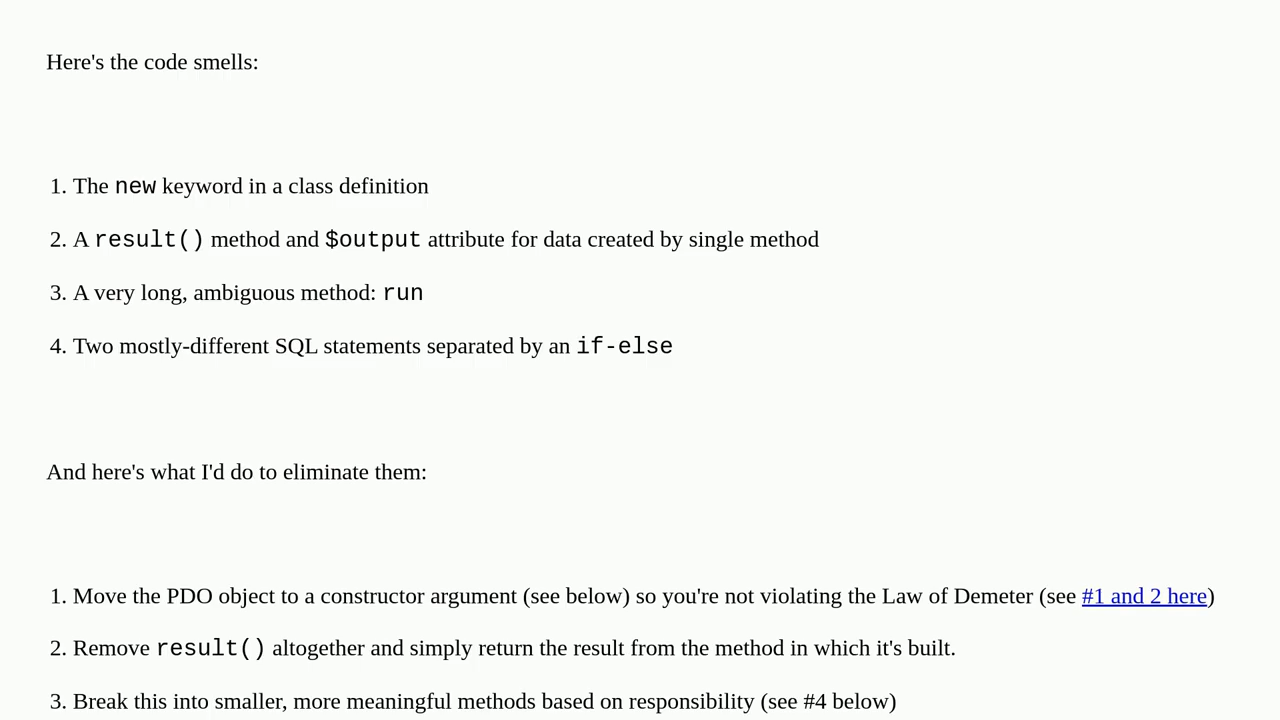 Here's the code smells:
1. The new keyword in a class definition
2. A result() method and $output attribute for data created by single method
3. A very long, ambiguous method: run
4. Two mostly-different SQL statements separated by an if-else
And here's what I'd do to eliminate them:
1. Move the PDO object to a constructor argument (see below) so you're not violating the Law of Demeter (see #1 and 2 here)
2. Remove result() altogether and simply return the result from the method in which it's built.
3. Break this into smaller, more meaningful methods based on responsibility (see #4 below)